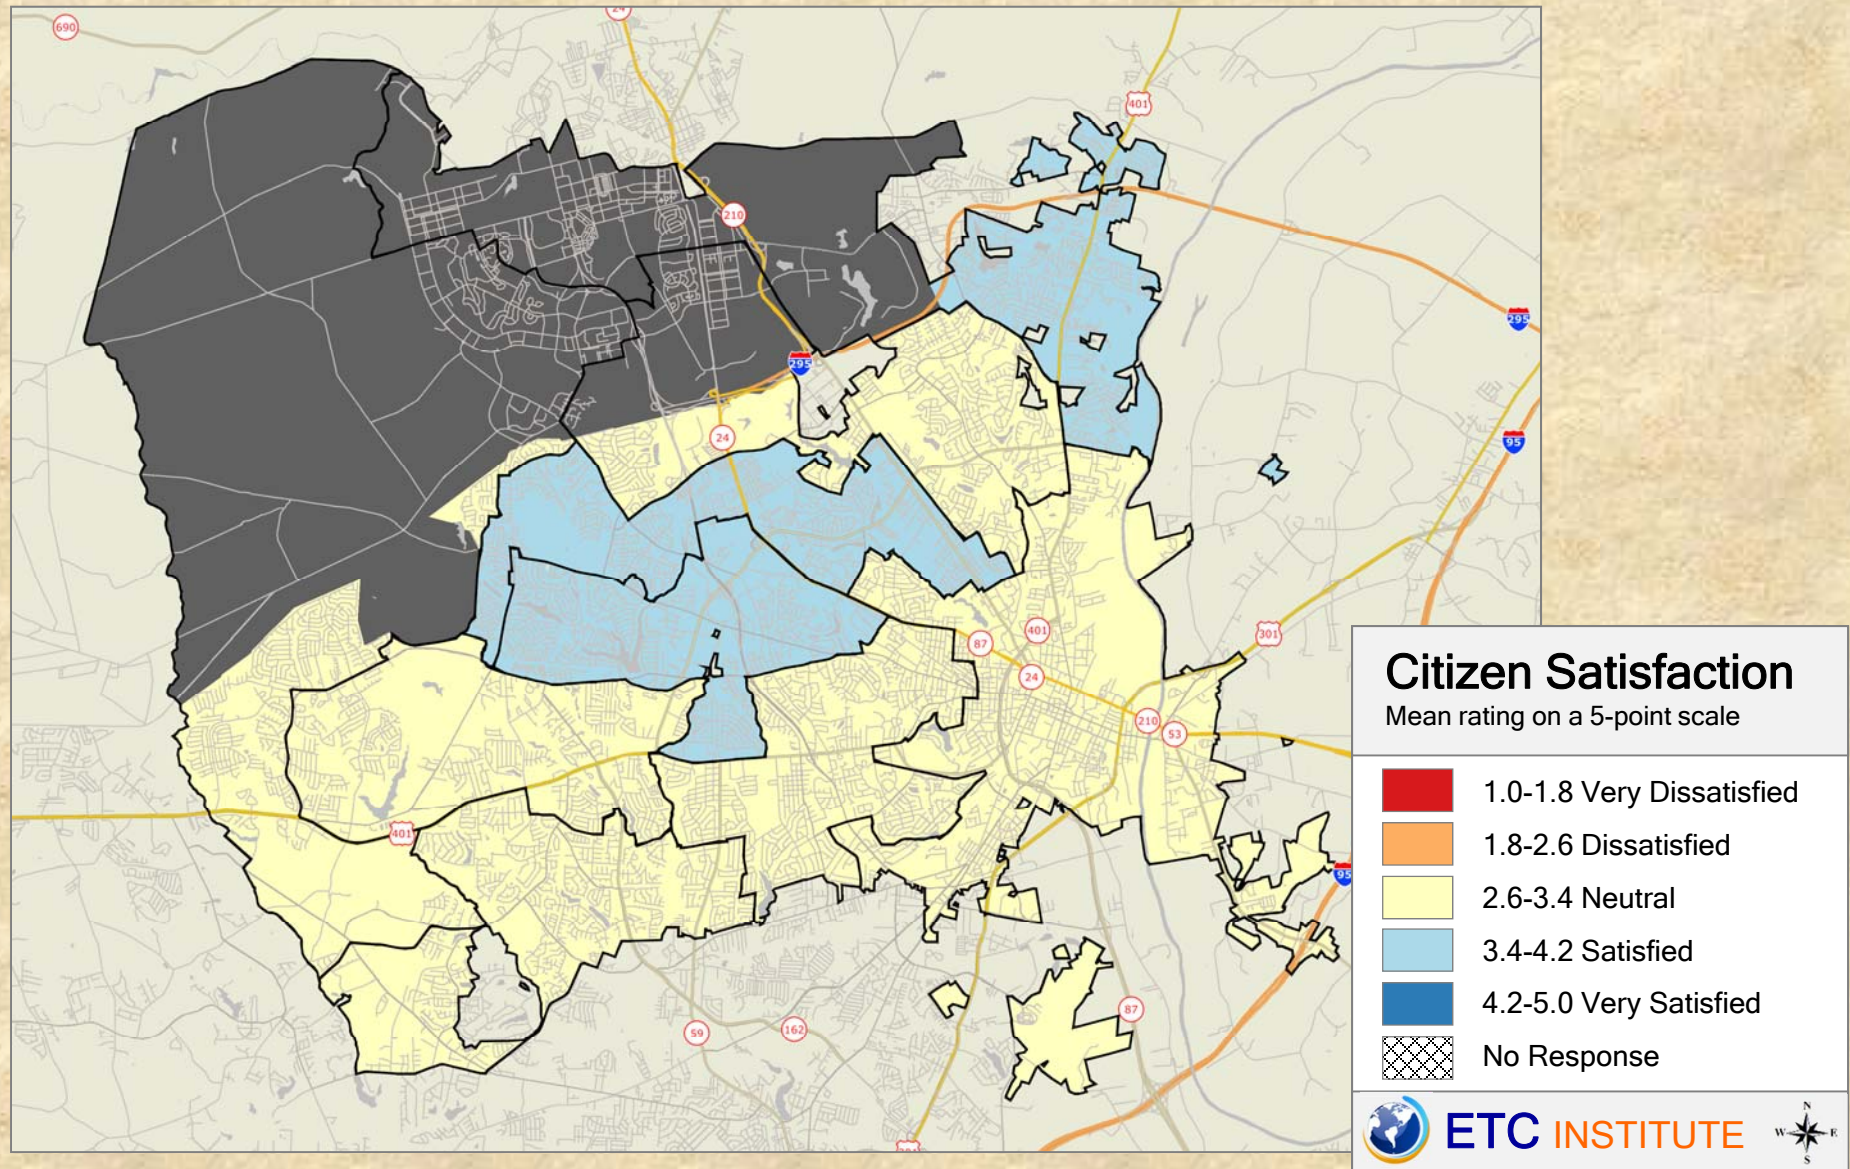 24
690
401
210
295
295
24
95
87
401
24
301
210
53
401
95
87
59
162
Citizen Satisfaction
Mean rating on a 5-point scale
1.0-1.8 Very Dissatisfied
1.8-2.6 Dissatisfied
2.6-3.4 Neutral
3.4-4.2 Satisfied
4.2-5.0 Very Satisfied
No Response
ETC INSTITUTE
N
W E
S